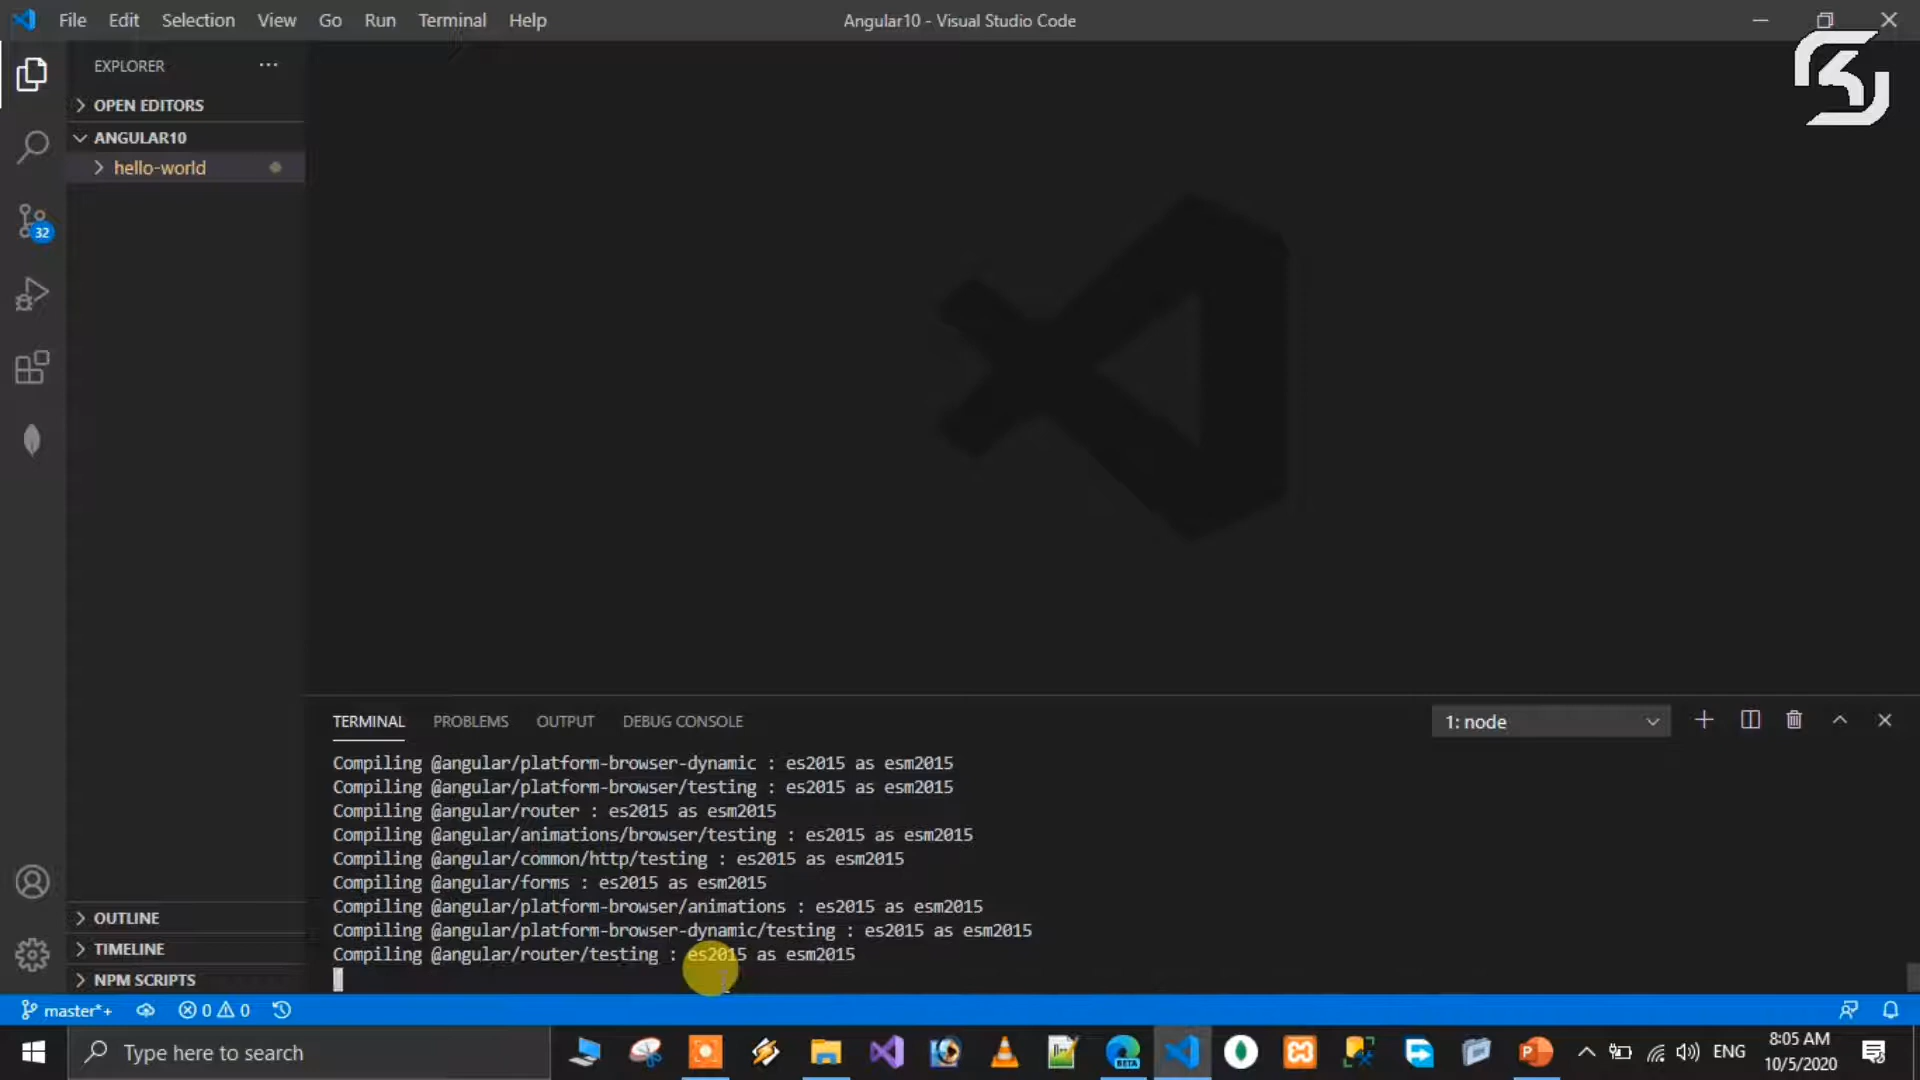 File Edit Selection View Go Run Terminal Help
Angular10 - Visual Studio Code
EXPLORER
OPEN EDITORS
ANGULAR10
hello-world
32
TERMINAL PROBLEMS OUTPUT DEBUG CONSOLE
1: node
Compiling @angular/platform-browser-dynamic : es2015 as esm2015
Compiling @angular/platform-browser/testing : es2015 as esm2015
Compiling @angular/router : es2015 as esm2015
Compiling @angular/animations/browser/testing : es2015 as esm2015
Compiling @angular/common/http/testing : es2015 as esm2015
Compiling @angular/forms : es2015 as esm2015
Compiling @angular/platform-browser/animations : es2015 as esm2015
Compiling @angular/platform-browser-dynamic/testing : es2015 as esm2015
Compiling @angular/router/testing : es2015 as esm2015
OUTLINE
TIMELINE
NPM SCRIPTS
master*+ 0 0
Type here to search
BETA
ENG
8:05 AM
10/5/2020